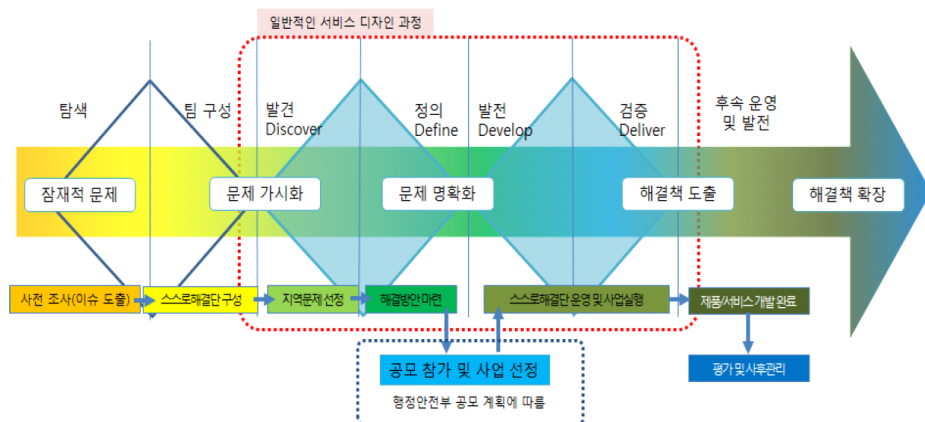 일반적인 서비스 디자인 과정
탐색
팀 구성
발견
Discover
정의
Define
발전
Develop
검증
Deliver
후속 운영
및 발전
잠재적 문제
문제 가시화
문제 명확화
해결책 도출
해결책 확장
사전 조사(이슈 도출)
스스로해결단 구성
지역문제 선정
해결방안 마련
스스로해결단 운영 및 사업실행
제품/서비스 개발 완료
공모 참가 및 사업 선정
평가 및 사후관리
행정안전부 공모 계획에 따름